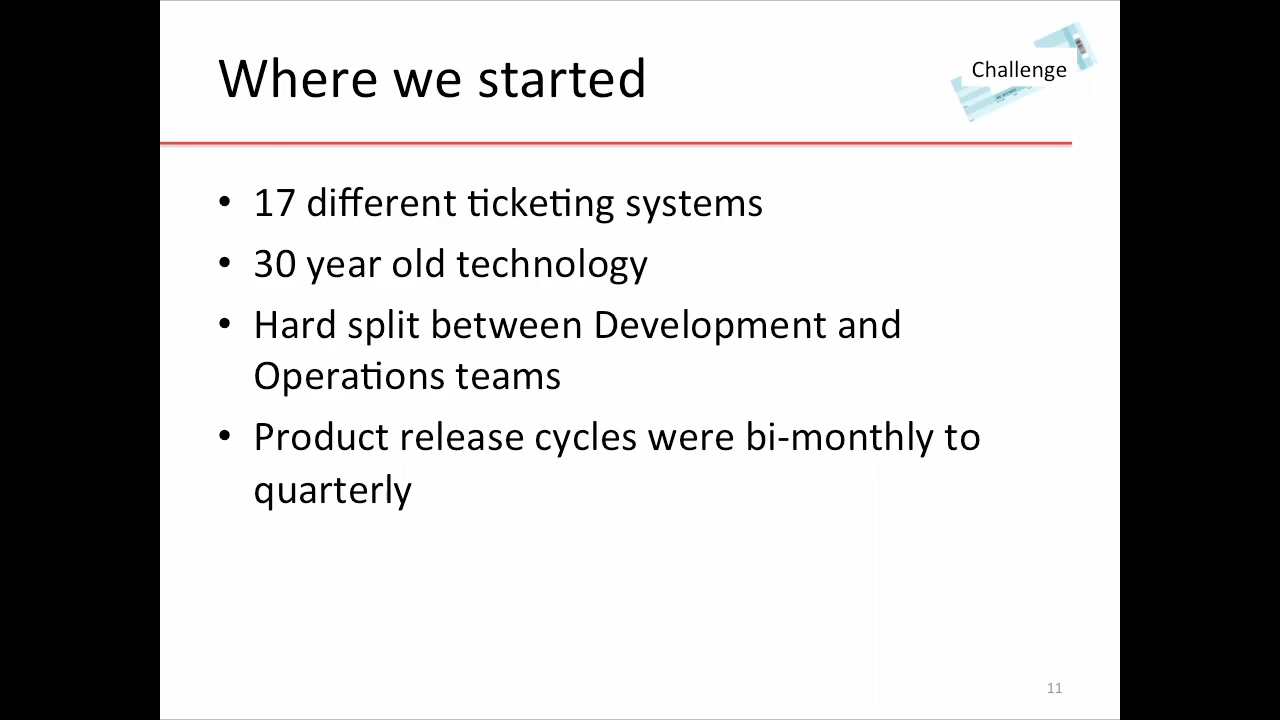 Where we started
Challenge
• 17 different ticketing systems
• 30 year old technology
• Hard split between Development and
Operations teams
• Product release cycles were bi-monthly to
quarterly
11